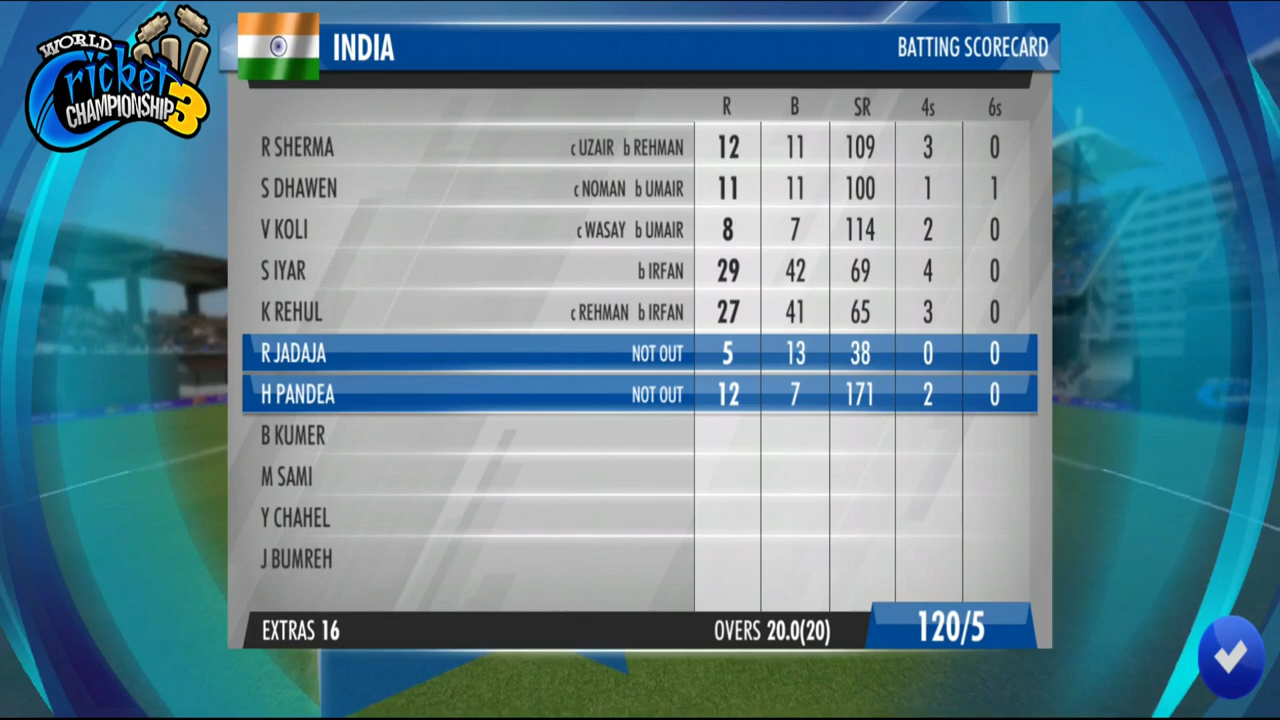 WORLD
Cricket
CHAMPIONSHIP 3
INDIA BATTING SCORECARD
R B SR 4s 6s
R SHERMA c UZAIR b REHMAN 12 11 109 3 0
S DHAWEN c NOMAN b UMAIR 11 11 100 1 1
V KOLI c WASAY b UMAIR 8 7 114 2 0
S IYAR b IRFAN 29 42 69 4 0
K REHUL c REHMAN b IRFAN 27 41 65 3 0
R JADAJA NOT OUT 5 13 38 0 0
H PANDEA NOT OUT 12 7 171 2 0
B KUMER
M SAMI
Y CHAHEL
J BUMREH
EXTRAS 16 OVERS 20.0(20) 120/5